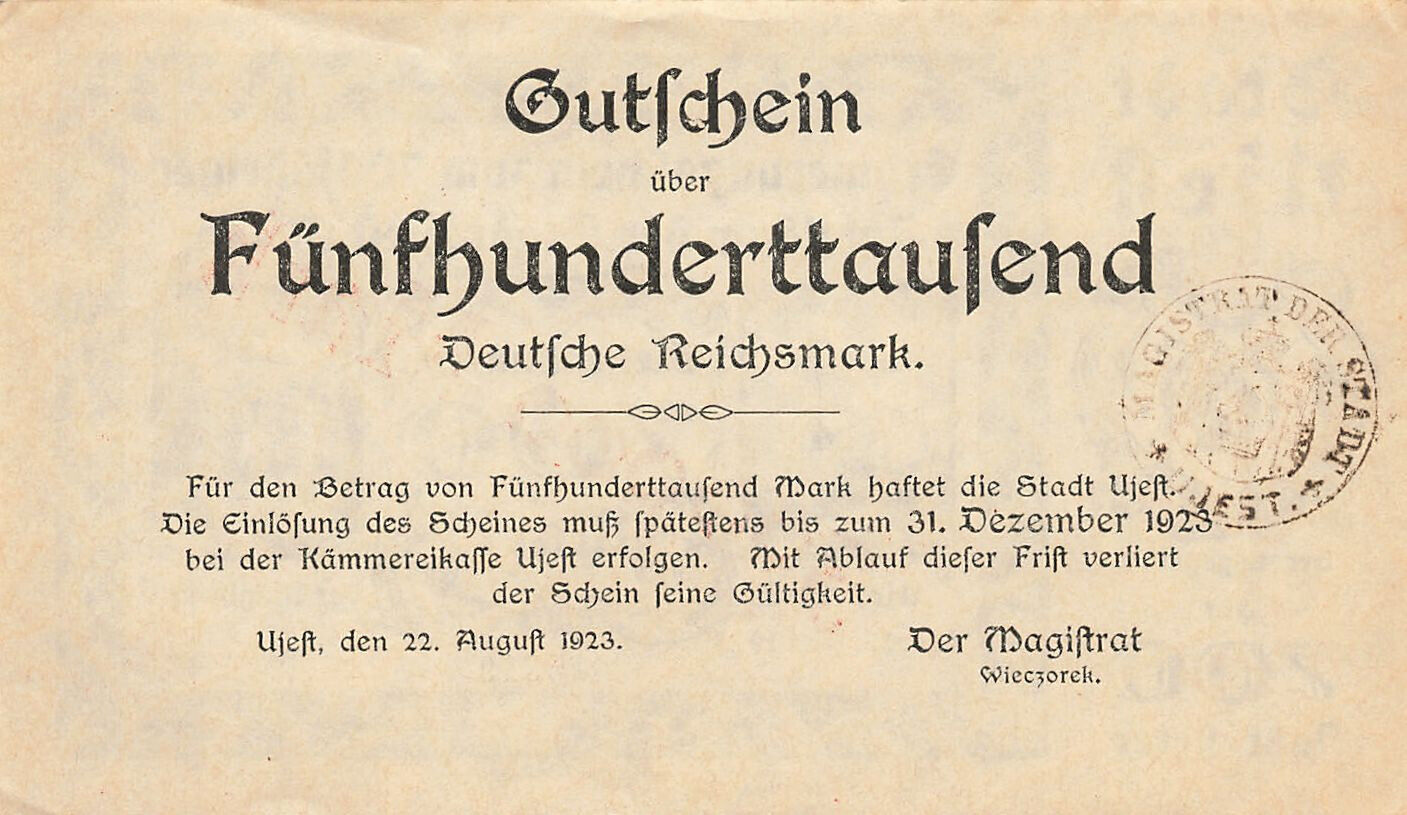 Gutſchein
über
Fünfhunderttauſend
Deutſche Reichsmark.
Für den Betrag von Fünfhunderttauſend Mark haftet die Stadt Ujeſt.
Die Einlöſung des Scheines muß ſpäteſtens bis zum 31. Dezember 1923
bei der Kämmereikaſſe Ujeſt erfolgen. Mit Ablauf dieſer Friſt verliert
der Schein ſeine Gültigkeit.
Ujeſt, den 22. Auguſt 1923.
Der Magiſtrat
Wieczorek.
* MAGISTRAT DER STADT * UJEST.